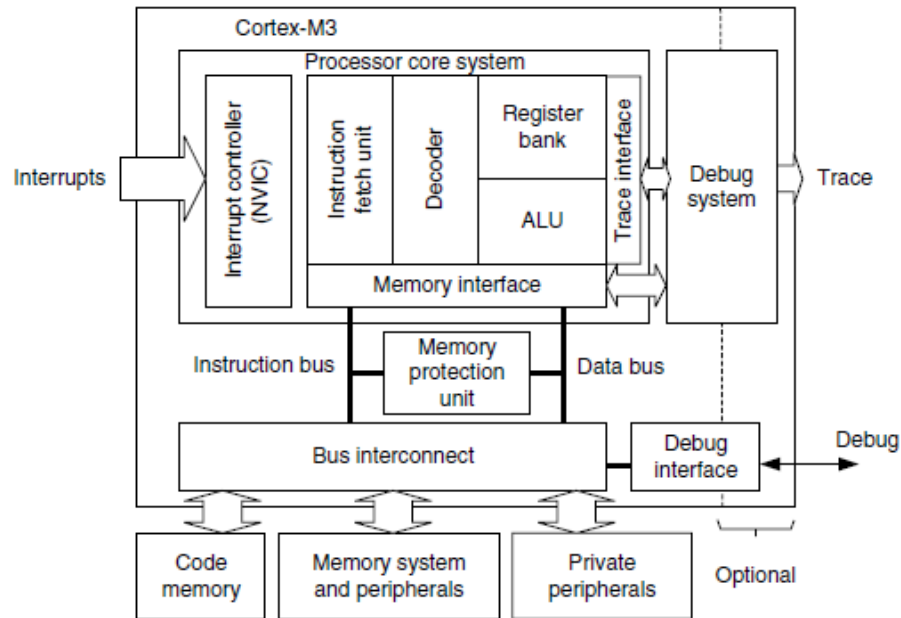 Cortex-M3
Processor core system
Interrupts
Interrupt controller
(NVIC)
Instruction
fetch unit
Decoder
Register
bank
ALU
Trace interface
Debug
system
Trace
Memory interface
Instruction bus
Memory
protection
unit
Data bus
Bus interconnect
Debug
interface
Debug
Code
memory
Memory system
and peripherals
Private
peripherals
Optional